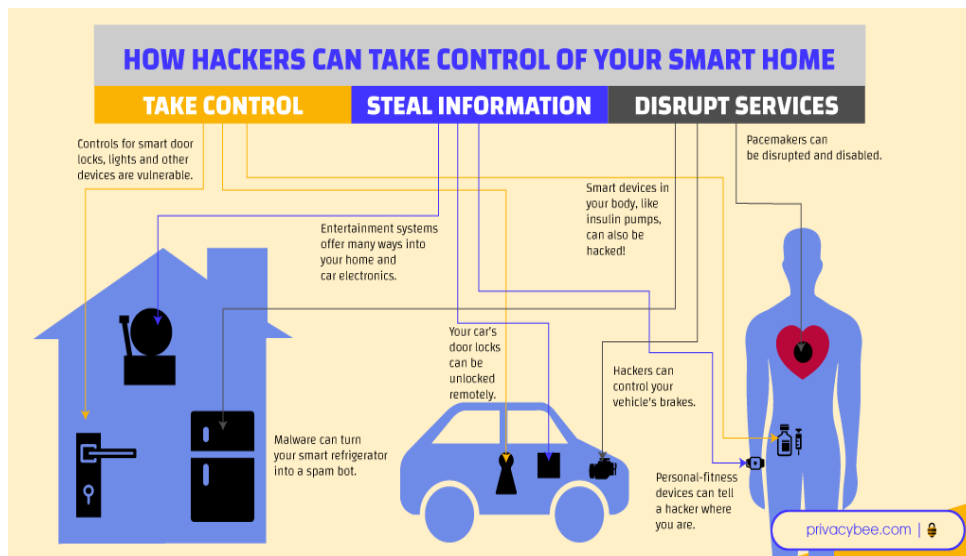 HOW HACKERS CAN TAKE CONTROL OF YOUR SMART HOME
TAKE CONTROL
STEAL INFORMATION
DISRUPT SERVICES
Controls for smart door
locks, lights and other
devices are vulnerable.
Pacemakers can
be disrupted and disabled.
Smart devices in
your body, like
insulin pumps,
can also be
hacked!
Entertainment systems
offer many ways into
your home and
car electronics.
Your car's
door locks
can be
unlocked
remotely.
Hackers can
control your
vehicle's brakes.
Malware can turn
your smart refrigerator
into a spam bot.
Personal-fitness
devices can tell
a hacker where
you are.
privacybee.com |